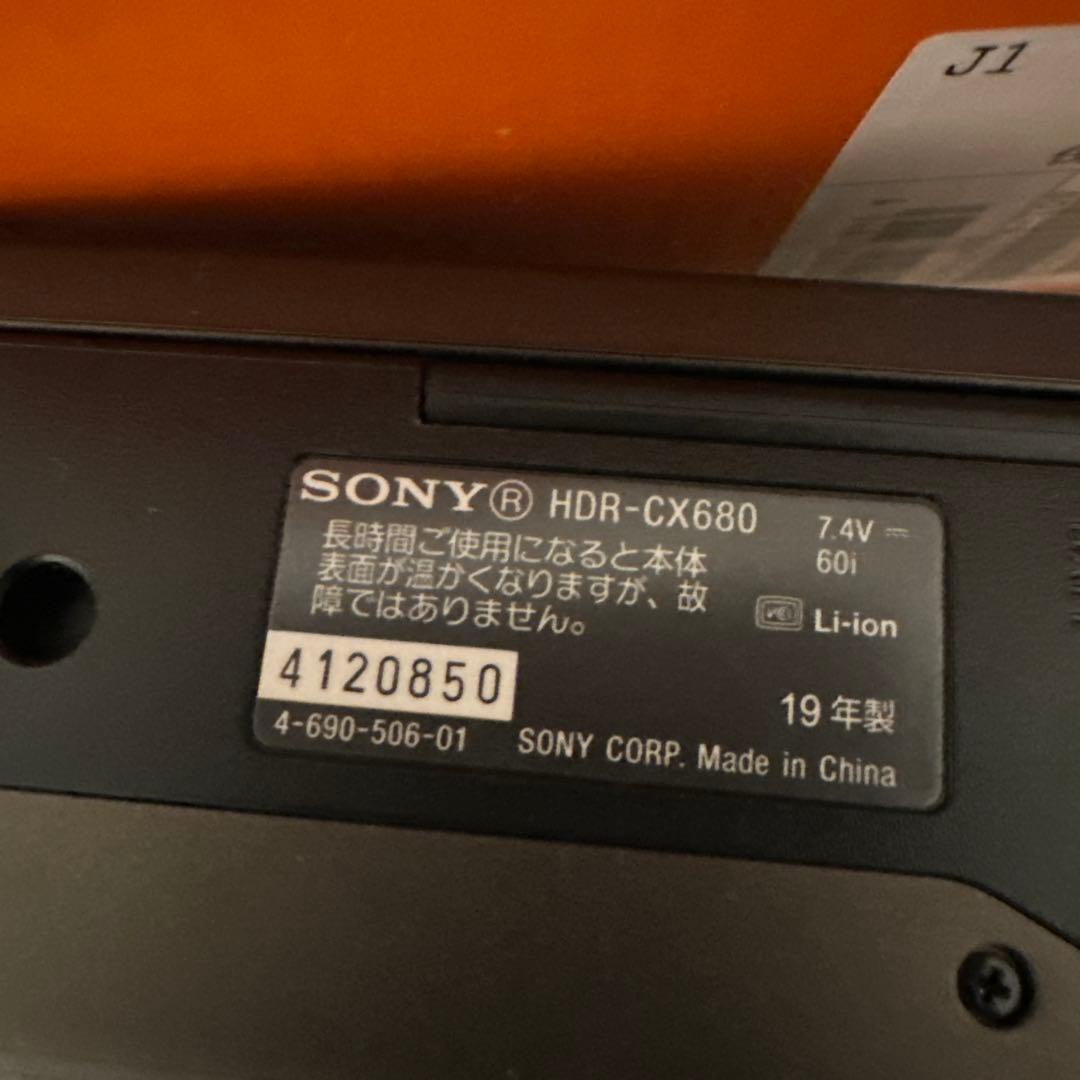 J1
SONY® HDR-CX680
7.4V ⎓
60i
長時間ご使用になると本体
表面が温かくなりますが、故
障ではありません。
Li-ion
4120850
19年製
4-690-506-01
SONY CORP. Made in China